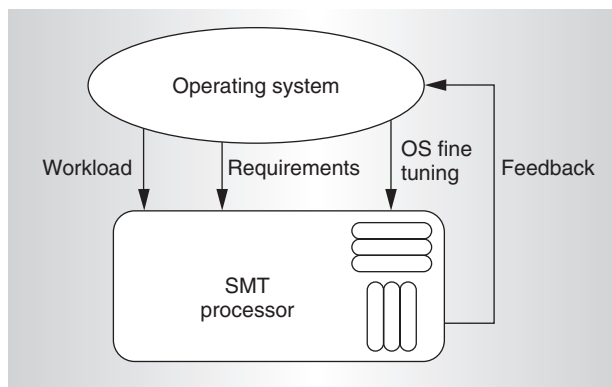 Operating system
Workload
Requirements
OS fine
tuning
Feedback
SMT
processor